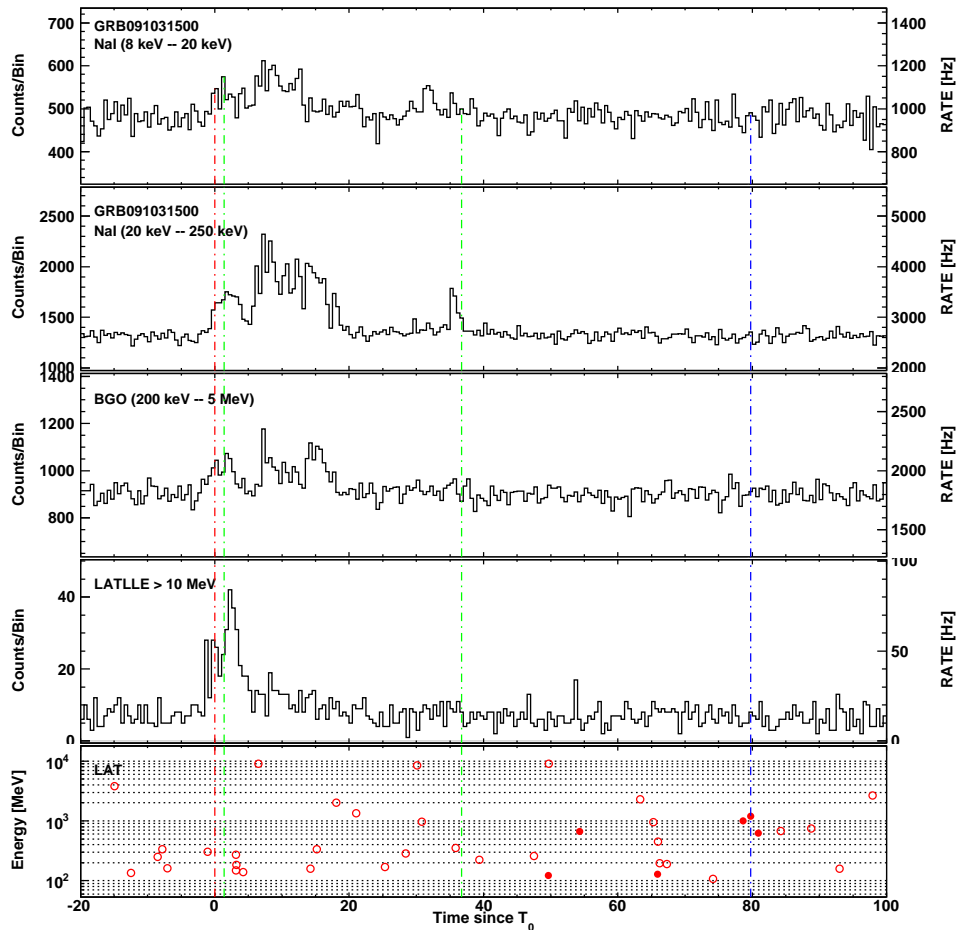 GRB091031500
NaI (8 keV -- 20 keV)
Counts/Bin
700
600
500
400
RATE [Hz]
1400
1200
1000
800
GRB091031500
NaI (20 keV -- 250 keV)
Counts/Bin
2500
2000
1500
1000
RATE [Hz]
5000
4000
3000
2000
BGO (200 keV -- 5 MeV)
Counts/Bin
1400
1200
1000
800
RATE [Hz]
2500
2000
1500
LATLLE > 10 MeV
Counts/Bin
40
20
0
RATE [Hz]
100
50
0
LAT
Energy [MeV]
10⁴
10³
10²
-20 0 20 40 60 80 100
Time since T₀